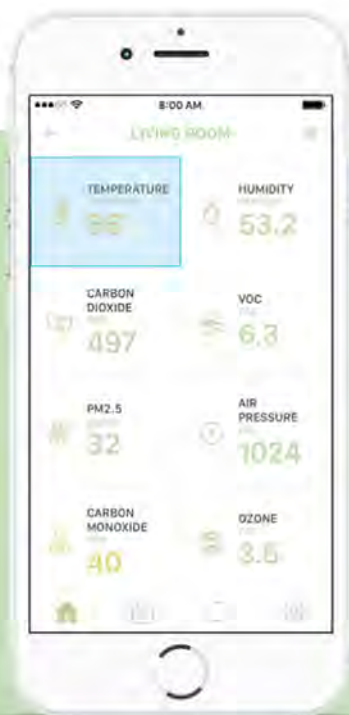 8:00 AM
LIVING ROOM
TEMPERATURE
HUMIDITY
53.2
CARBON
DIOXIDE
497
VOC
6.3
PM2.5
32
AIR
PRESSURE
1024
CARBON
MONOXIDE
40
OZONE
3.5